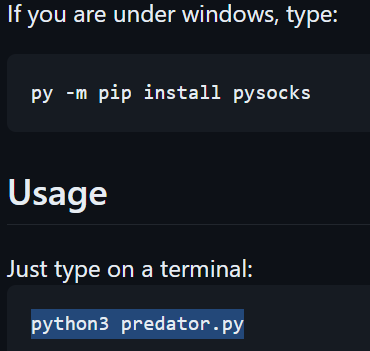 If you are under windows, type:
py -m pip install pysocks
Usage
Just type on a terminal:
python3 predator.py